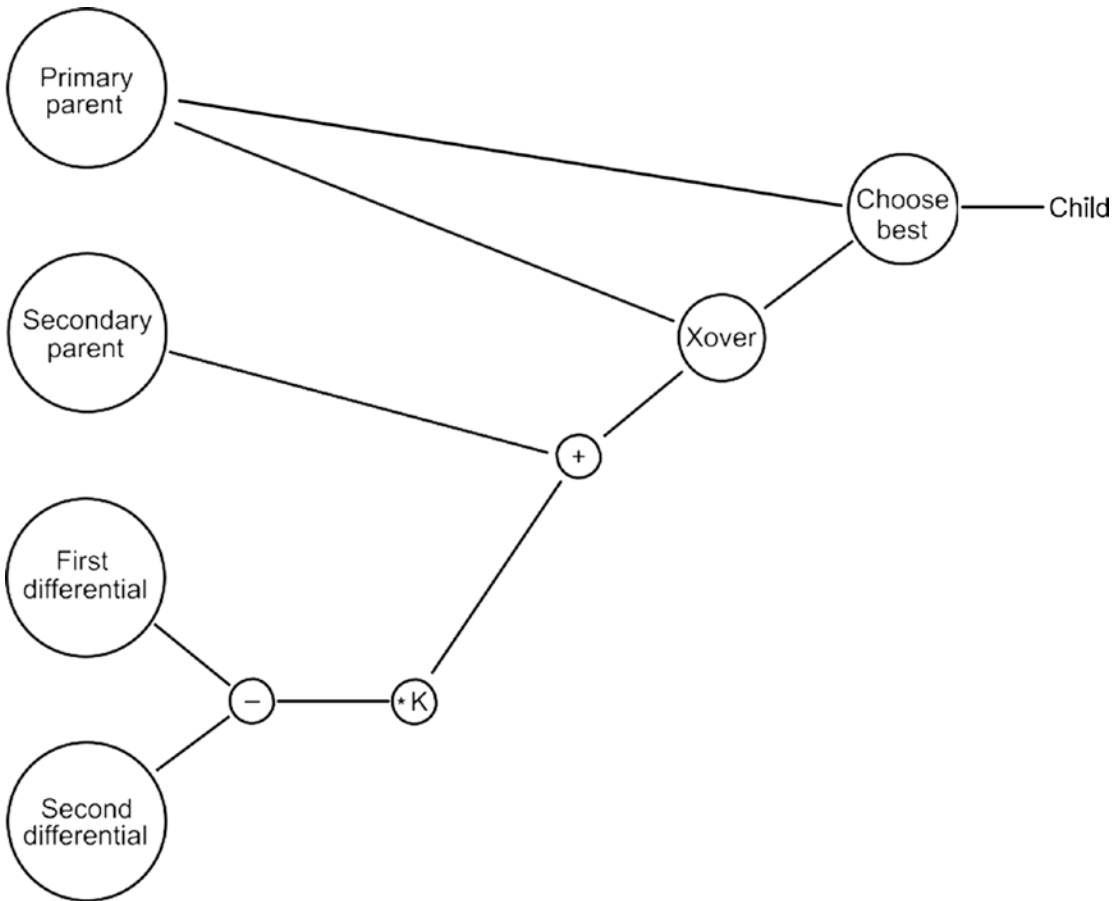 Primary
parent
Choose
best
Child
Secondary
parent
Xover
+
First
differential
–
*K
Second
differential